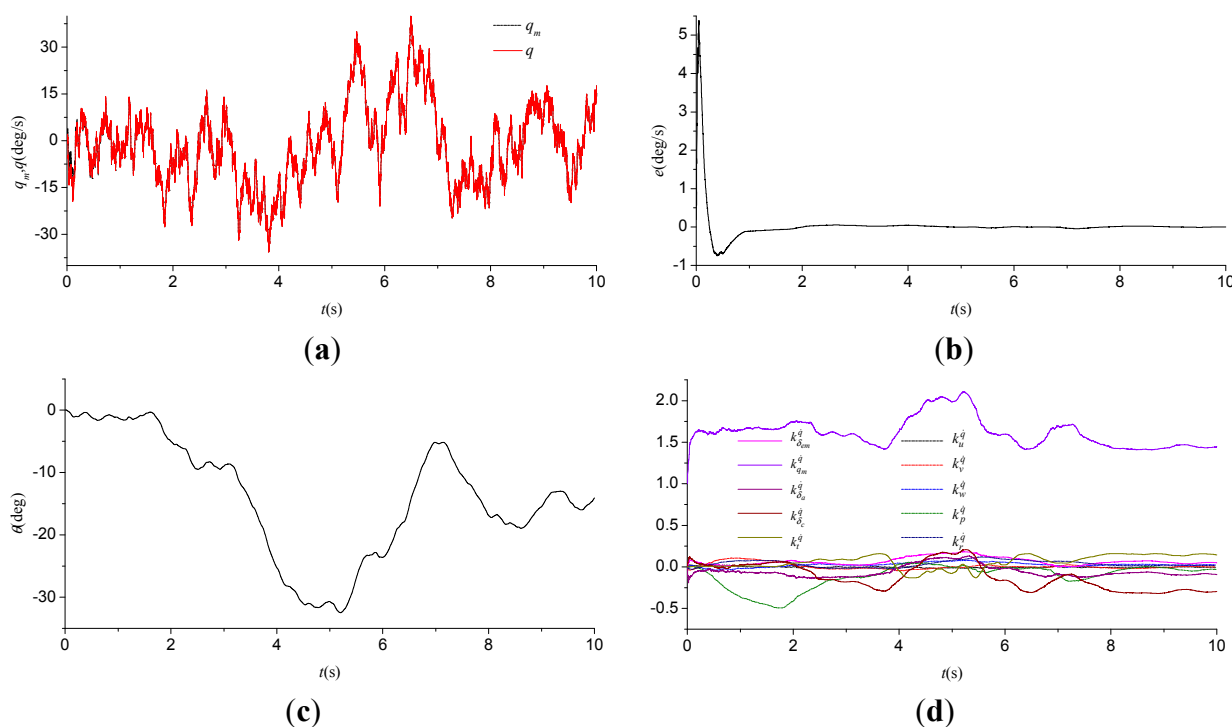 30
15
0
-15
-30
q_m,q(deg/s)
q_m
q
0 2 4 6 8 10
t(s)
(a)
5
4
3
2
1
0
-1
e(deg/s)
0 2 4 6 8 10
t(s)
(b)
0
-10
-20
-30
θ(deg)
0 2 4 6 8 10
t(s)
(c)
2.0
1.5
1.0
0.5
0.0
-0.5
k^q̇_δem k^q̇_u
k^q̇_qm k^q̇_v
k^q̇_δa k^q̇_w
k^q̇_δc k^q̇_p
k^q̇_t k^q̇_r
0 2 4 6 8 10
t(s)
(d)